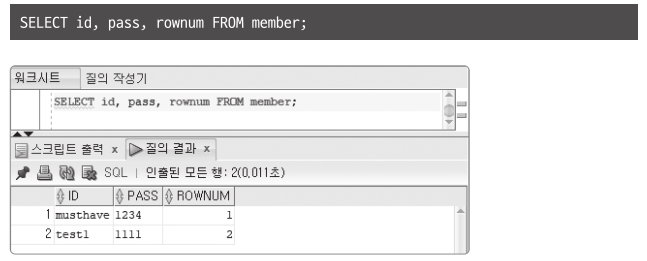 SELECT id, pass, rownum FROM member;
워크시트 질의 작성기
SELECT id, pass, rownum FROM member;
스크립트 출력 x 질의 결과 x
SQL | 인출된 모든 행: 2(0,011초)
ID PASS ROWNUM
1 musthave 1234 1
2 test1 1111 2